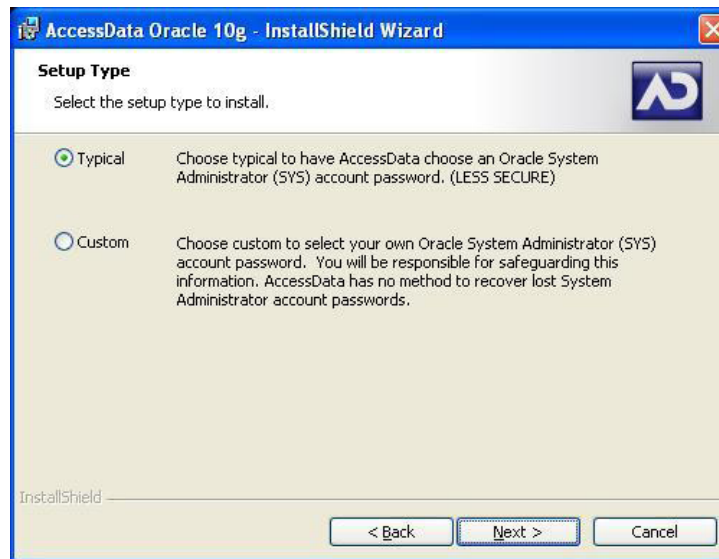 AccessData Oracle 10g - InstallShield Wizard
Setup Type
Select the setup type to install.
Typical
Choose typical to have AccessData choose an Oracle System
Administrator (SYS) account password. (LESS SECURE)
Custom
Choose custom to select your own Oracle System Administrator (SYS)
account password.  You will be responsible for safeguarding this
information. AccessData has no method to recover lost System
Administrator account passwords.
InstallShield
< Back
Next >
Cancel